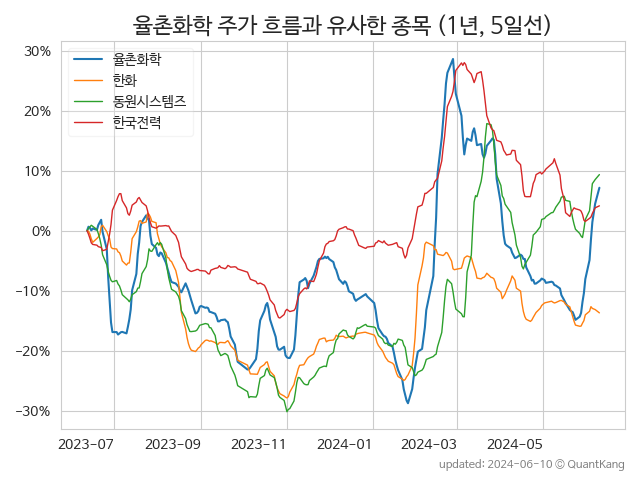 율촌화학 주가 흐름과 유사한 종목 (1년, 5일선)
30%
20%
10%
0%
−10%
−20%
−30%
율촌화학
한화
동원시스템즈
한국전력
2023-07
2023-09
2023-11
2024-01
2024-03
2024-05
updated: 2024-06-10 © QuantKang